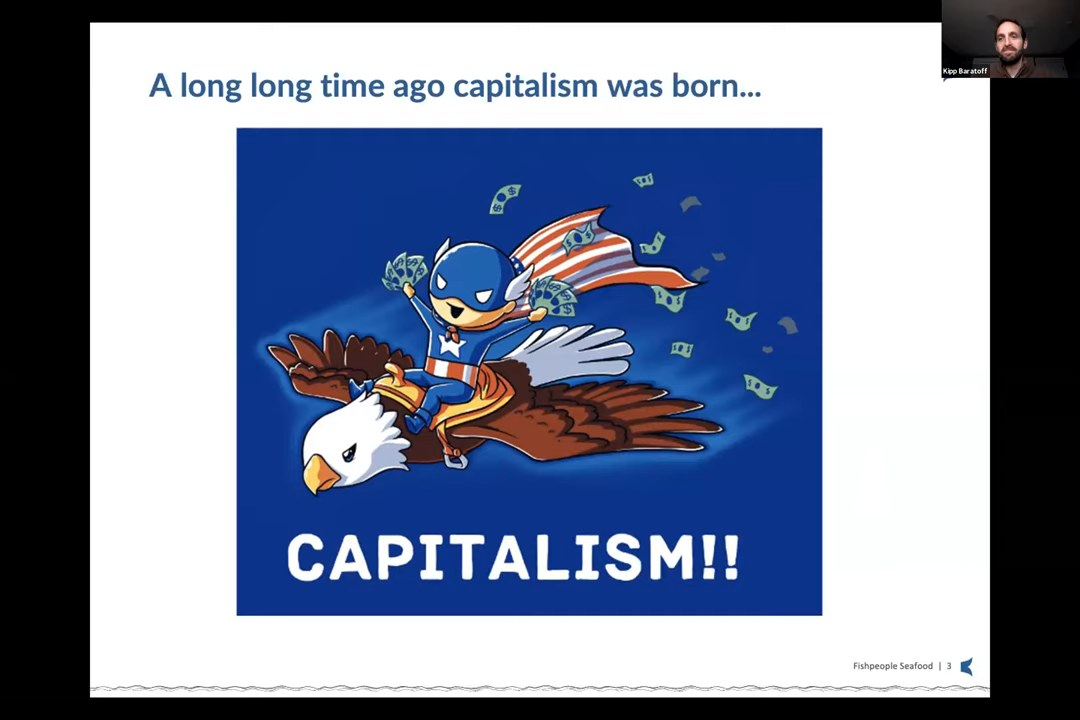 Kipp Baratoff
A long long time ago capitalism was born...
CAPITALISM!!
Fishpeople Seafood | 3